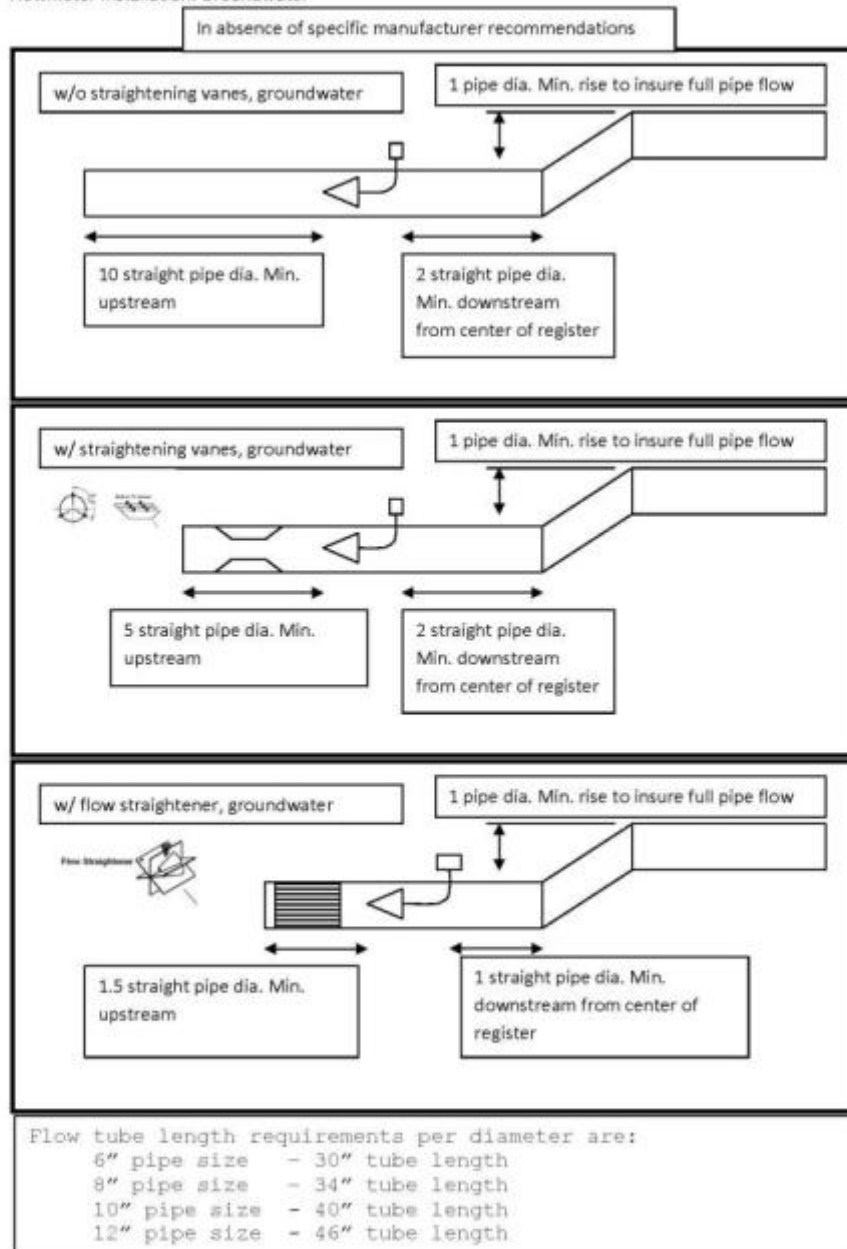 In absence of specific manufacturer recommendations
w/o straightening vanes, groundwater
1 pipe dia. Min. rise to insure full pipe flow
10 straight pipe dia. Min.
upstream
2 straight pipe dia.
Min. downstream
from center of register
w/ straightening vanes, groundwater
1 pipe dia. Min. rise to insure full pipe flow
5 straight pipe dia. Min.
upstream
2 straight pipe dia.
Min. downstream
from center of register
w/ flow straightener, groundwater
1 pipe dia. Min. rise to insure full pipe flow
Flow Straightener
1.5 straight pipe dia. Min.
upstream
1 straight pipe dia. Min.
downstream from center of
register
Flow tube length requirements per diameter are:
6” pipe size – 30” tube length
8” pipe size – 34” tube length
10” pipe size - 40” tube length
12” pipe size - 46” tube length